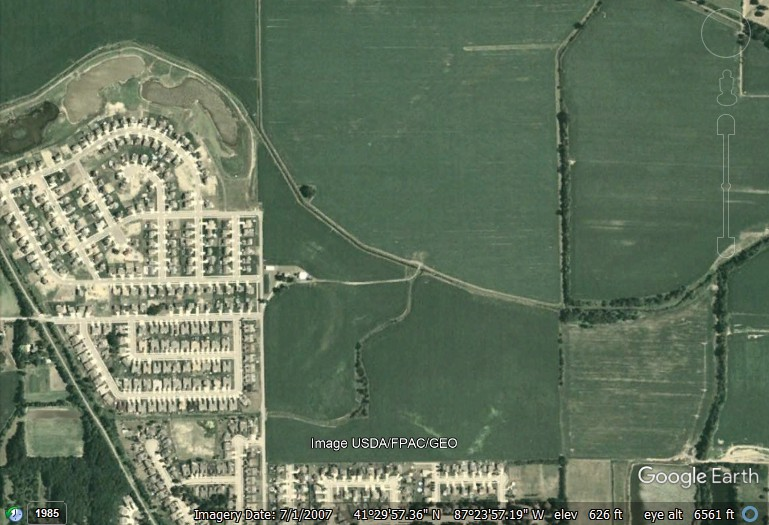 Image USDA/FPAC/GEO
Google Earth
1985
Imagery Date: 7/1/2007 41°29'57.36" N 87°23'57.19" W elev 626 ft eye alt 6561 ft